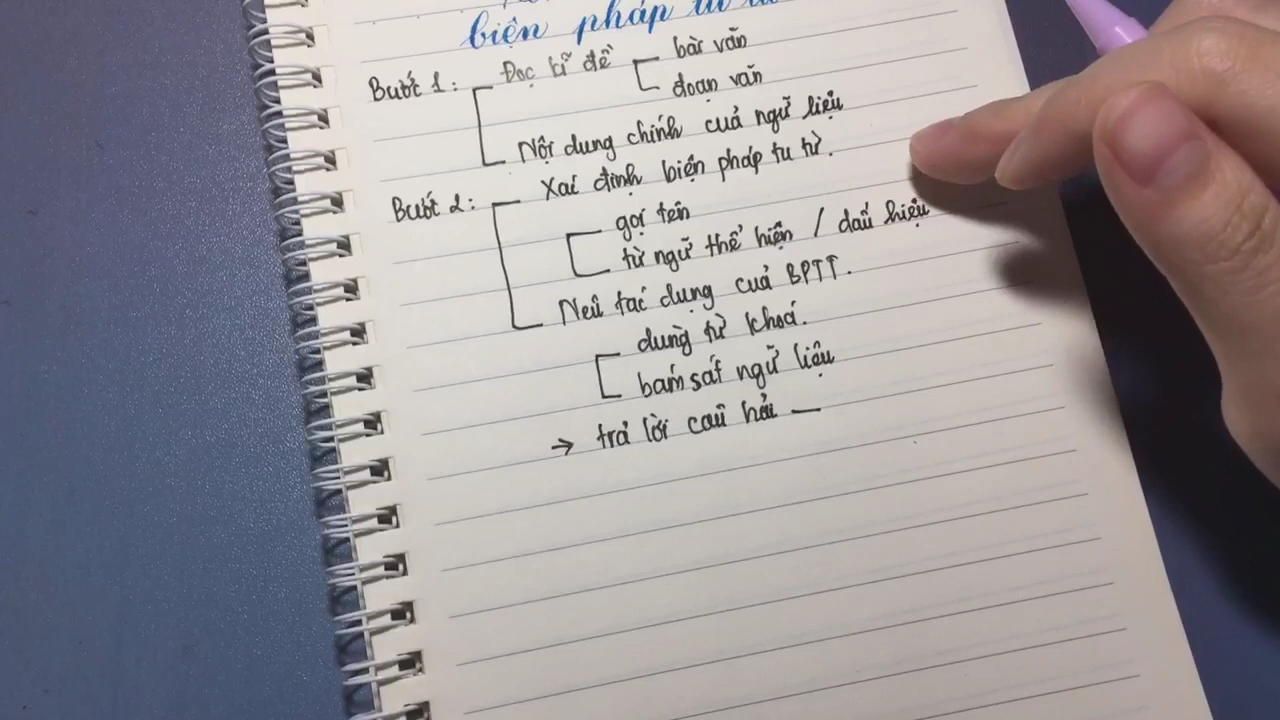 biện pháp tu từ
Bước 1: Đọc kĩ đề
bài văn
đoạn văn
Nội dung chính của ngữ liệu
Bước 2: Xác định biện pháp tu từ.
gọi tên
từ ngữ thể hiện / dấu hiệu
Nêu tác dụng của BPTT.
dùng từ khoá.
bám sát ngữ liệu
→ trả lời câu hỏi —